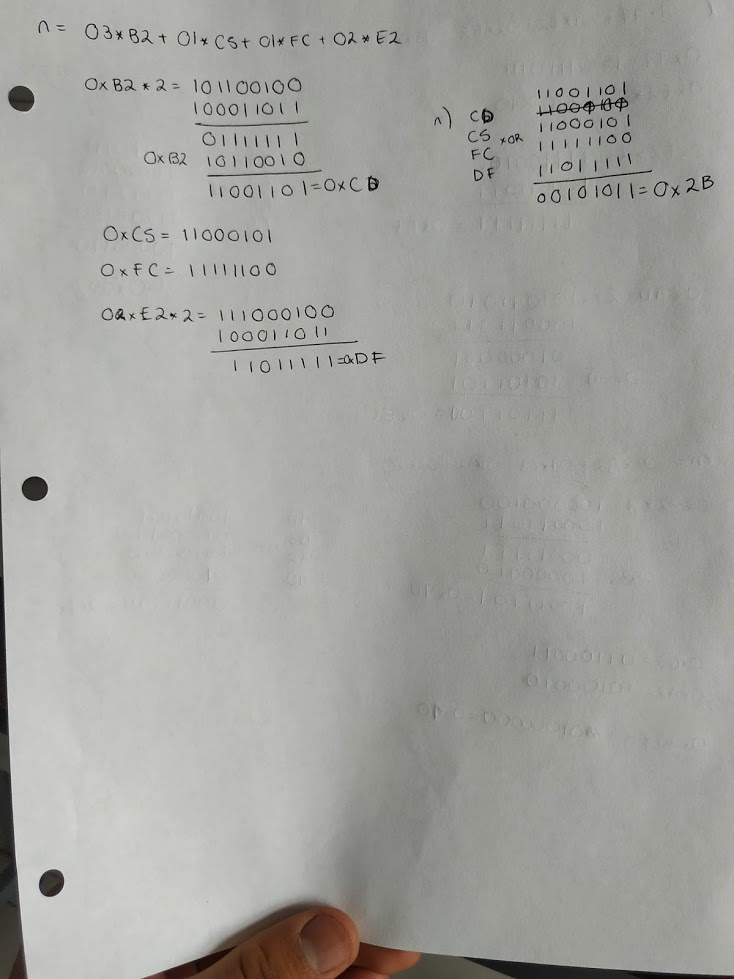 n = 03*B2 + 01*C5 + 01*FC + 02*E2
0xB2*2 = 101100100
100011011
01111111
0xB2 10110010
11001101=0xCD
0xC5= 11000101
0xFC= 11111100
02xE2*2= 111000100
100011011
11011111=0xDF
n) CD 11001101
C5 xOR 11000101
FC 11111100
DF 11011111
00101011=0x2B